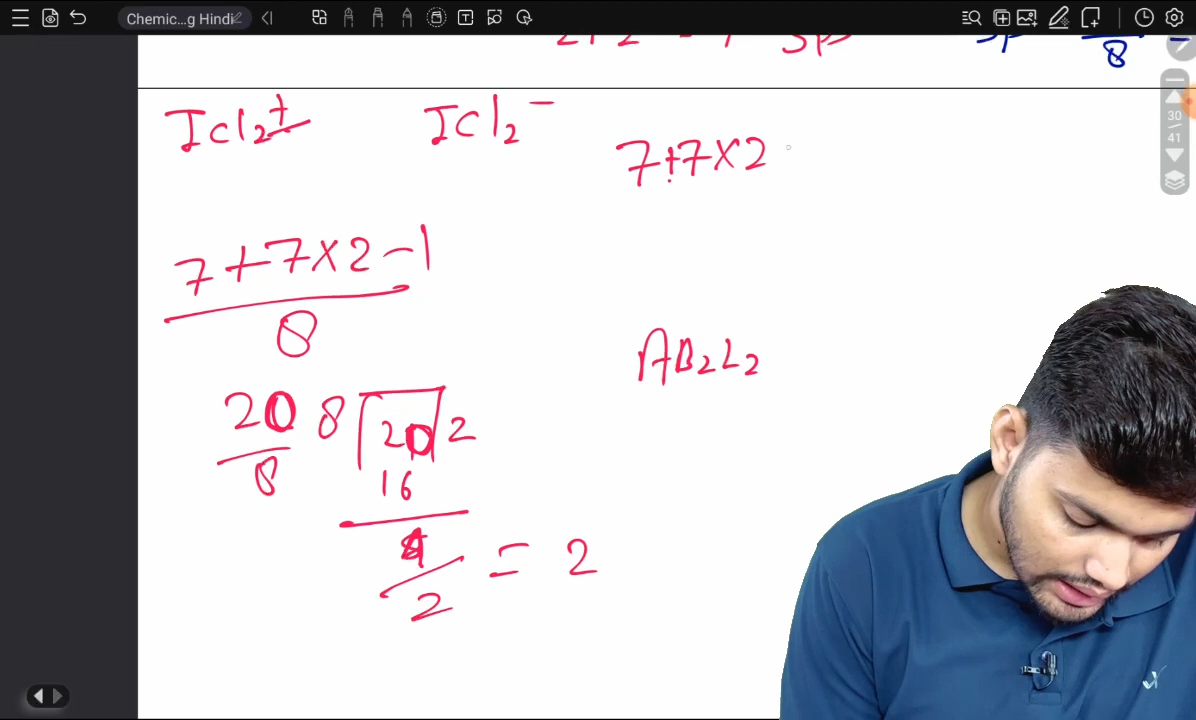 Chemic...g Hindi
8
30
41
ICl2+ ICl2-
7+7×2
7+7×2-1
8
20 8 20 2
8 16
4
2 = 2
AB2L2